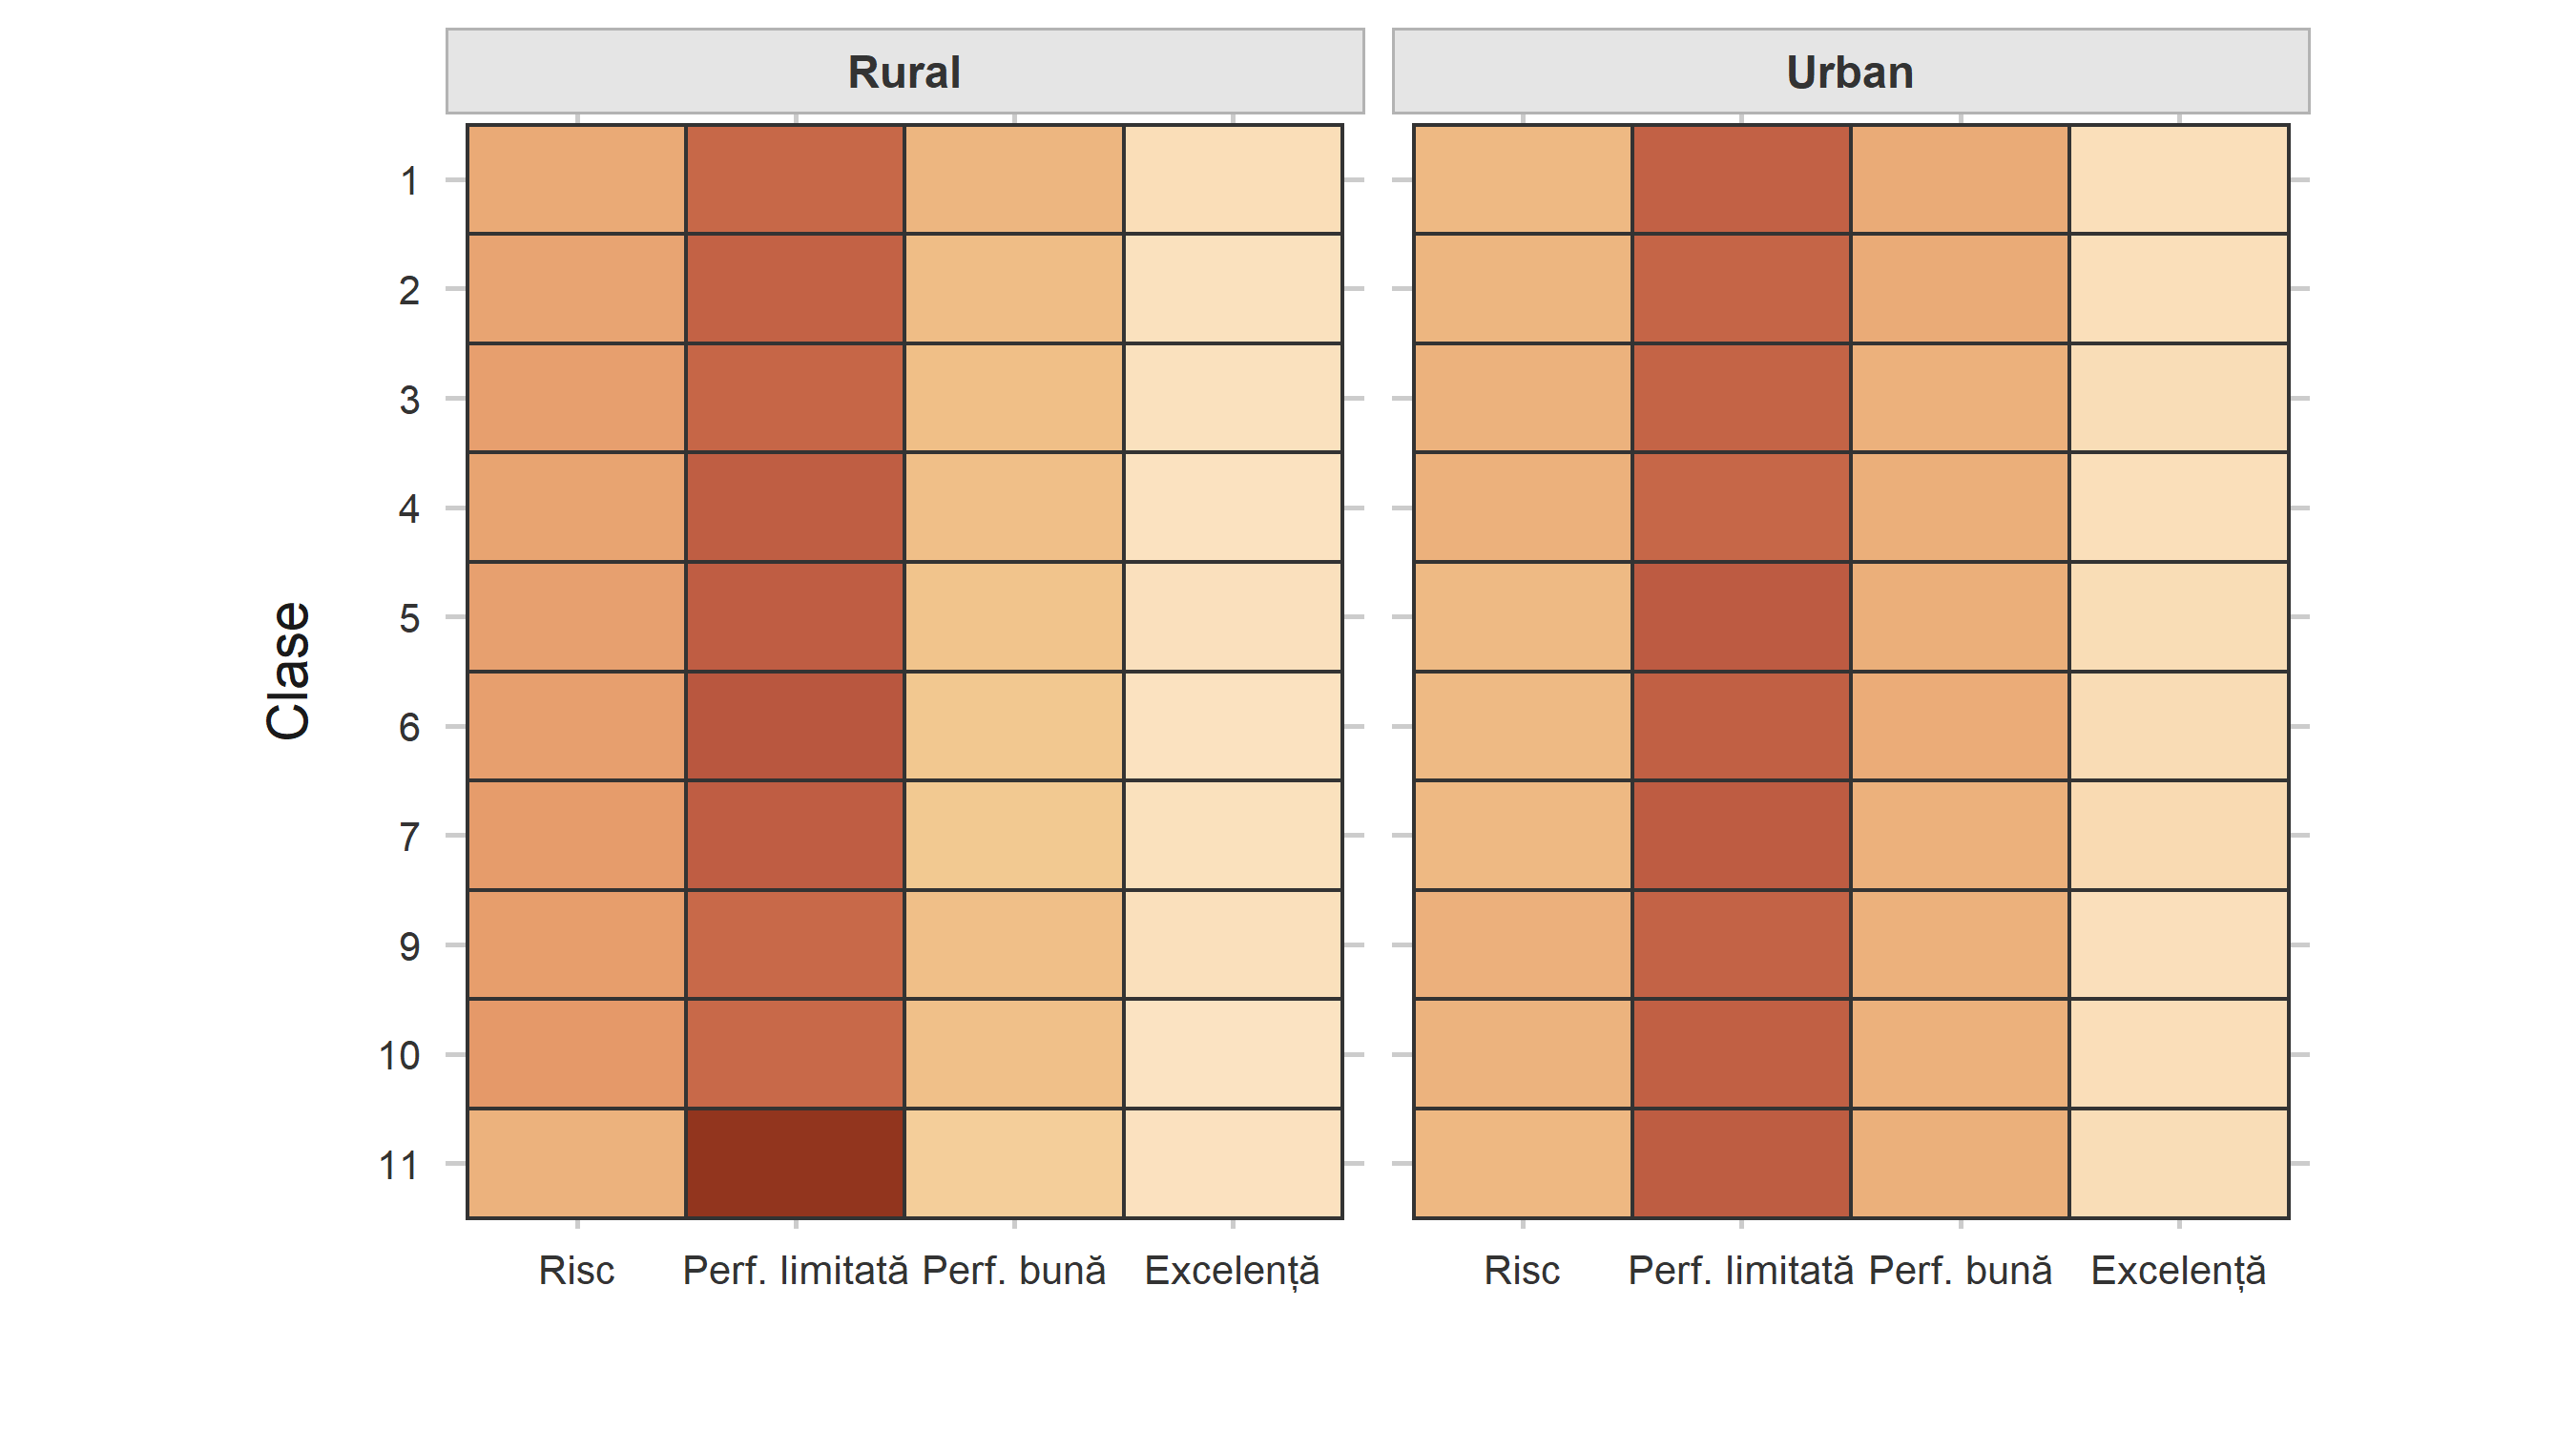 Rural
Urban
Clase
1
2
3
4
5
6
7
9
10
11
Risc Perf. limitată Perf. bună Excelență
Risc Perf. limitată Perf. bună Excelență